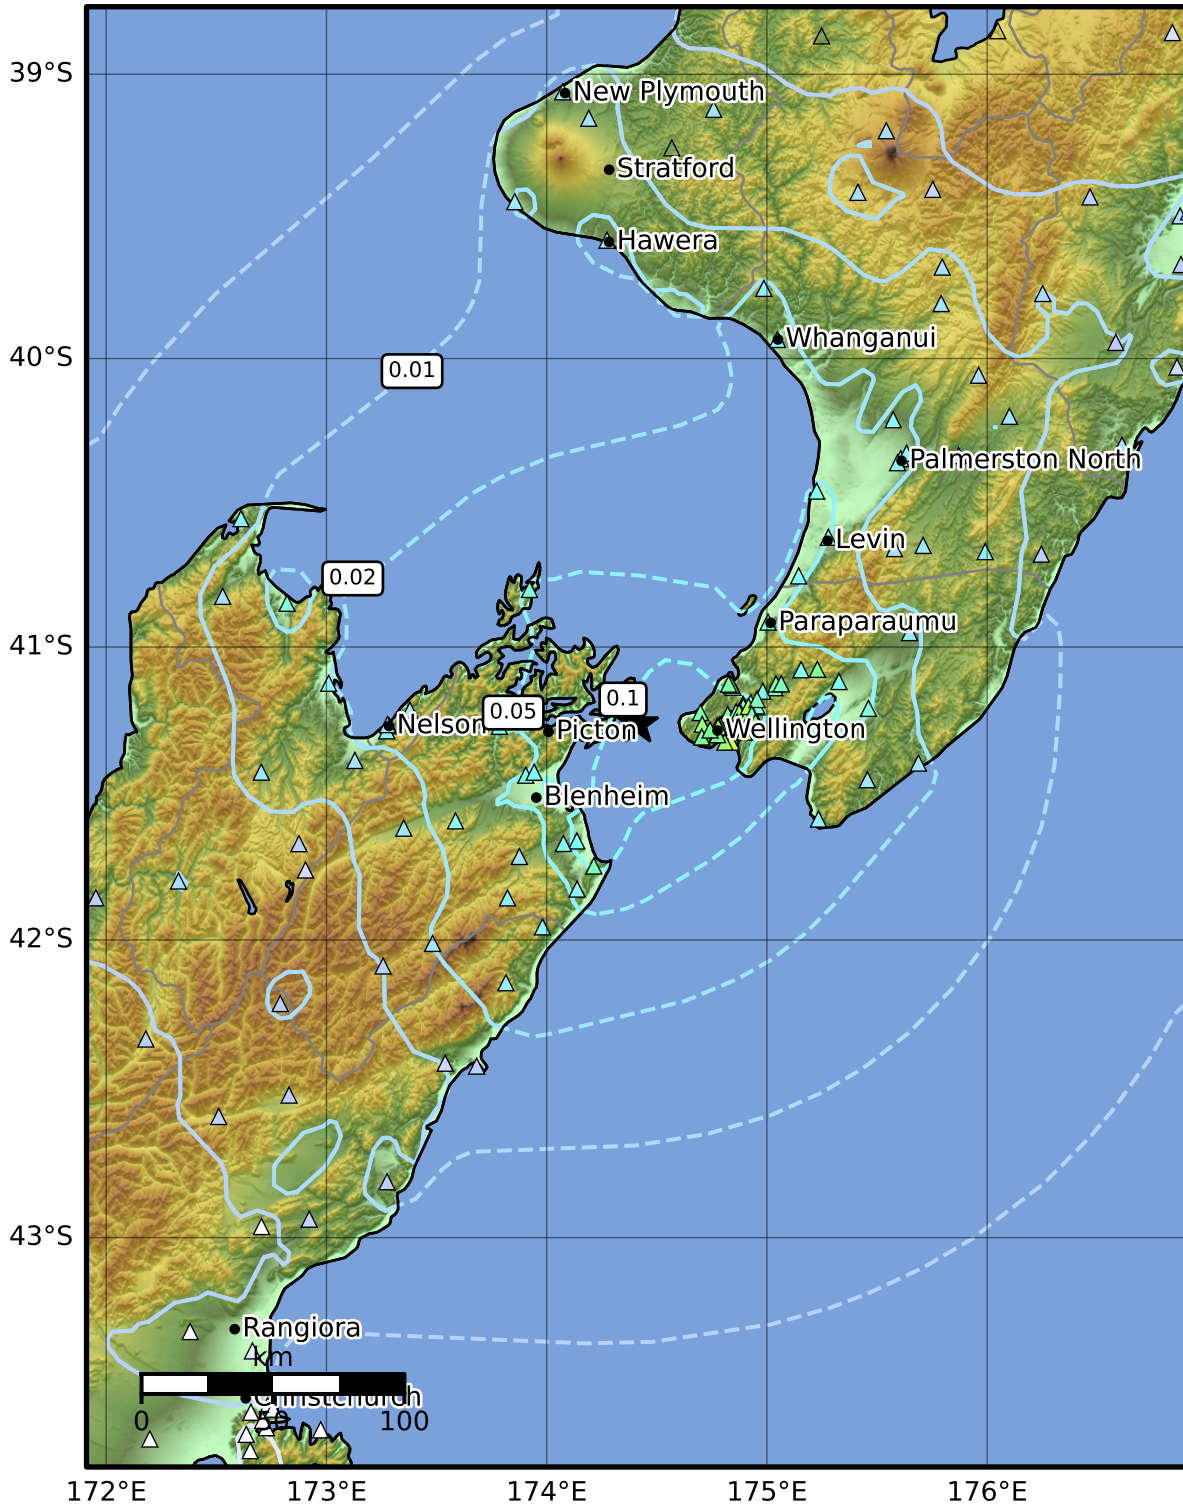 39°S
New Plymouth
Stratford
Hawera
Whanganui
40°S
0.01
Palmerston North
Levin
0.02
Paraparaumu
41°S
0.1
0.05
Nelson
Picton
Wellington
Blenheim
42°S
43°S
Rangiora
km
Christchurch
0
100
172°E
173°E
174°E
175°E
176°E